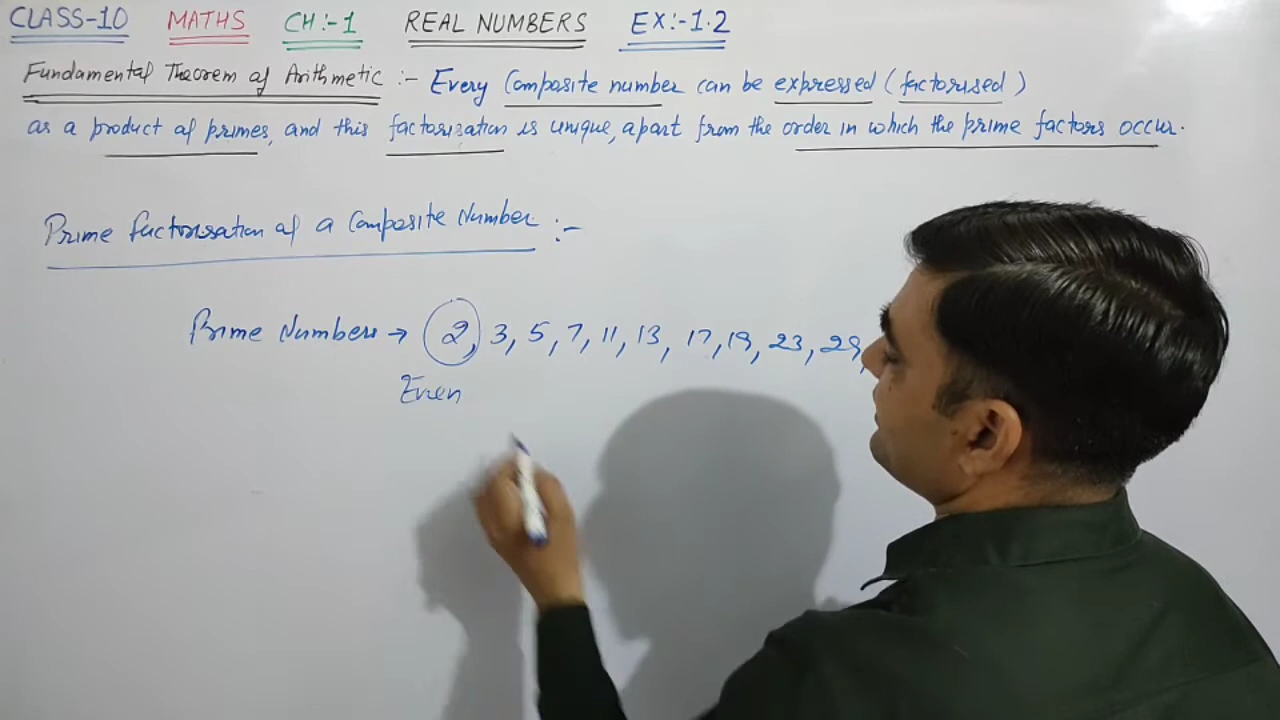 CLASS-10 MATHS CH:-1 REAL NUMBERS EX:-1.2
Fundamental Theorem of Arithmetic :- Every Composite number can be expressed (factorised)
as a product of primes, and this factorisation is unique, apart from the order in which the prime factors occur.
Prime factorisation of a Composite Number :-
Prime Numbers → 2, 3, 5, 7, 11, 13, 17, 19, 23, 29,
Even